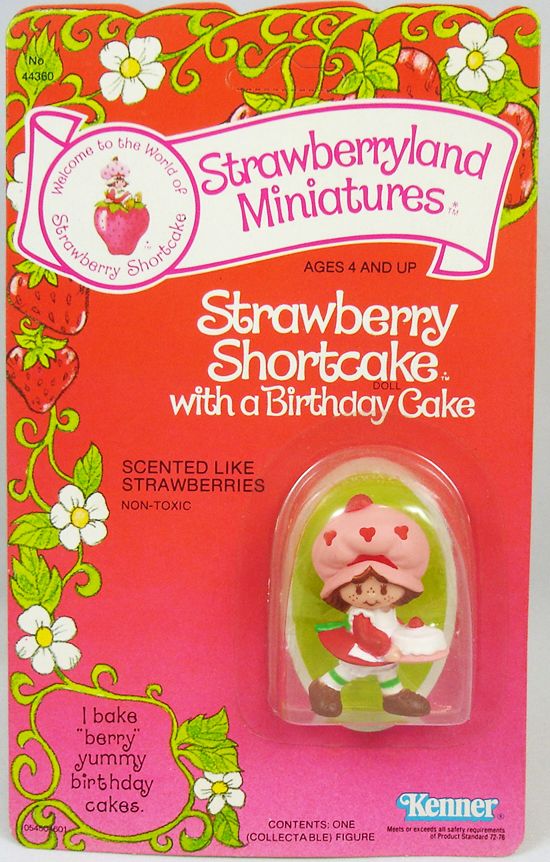 No.
44360
Welcome to the World of
Strawberry Shortcake
Strawberryland
Miniatures™
AGES 4 AND UP
Strawberry
Shortcake™
DOLL
with a Birthday Cake
SCENTED LIKE
STRAWBERRIES
NON-TOXIC
I bake
"berry"
yummy
birthday
cakes.
CONTENTS: ONE
(COLLECTABLE) FIGURE
Kenner®
Meets or exceeds all safety requirements
of Product Standard 72-76